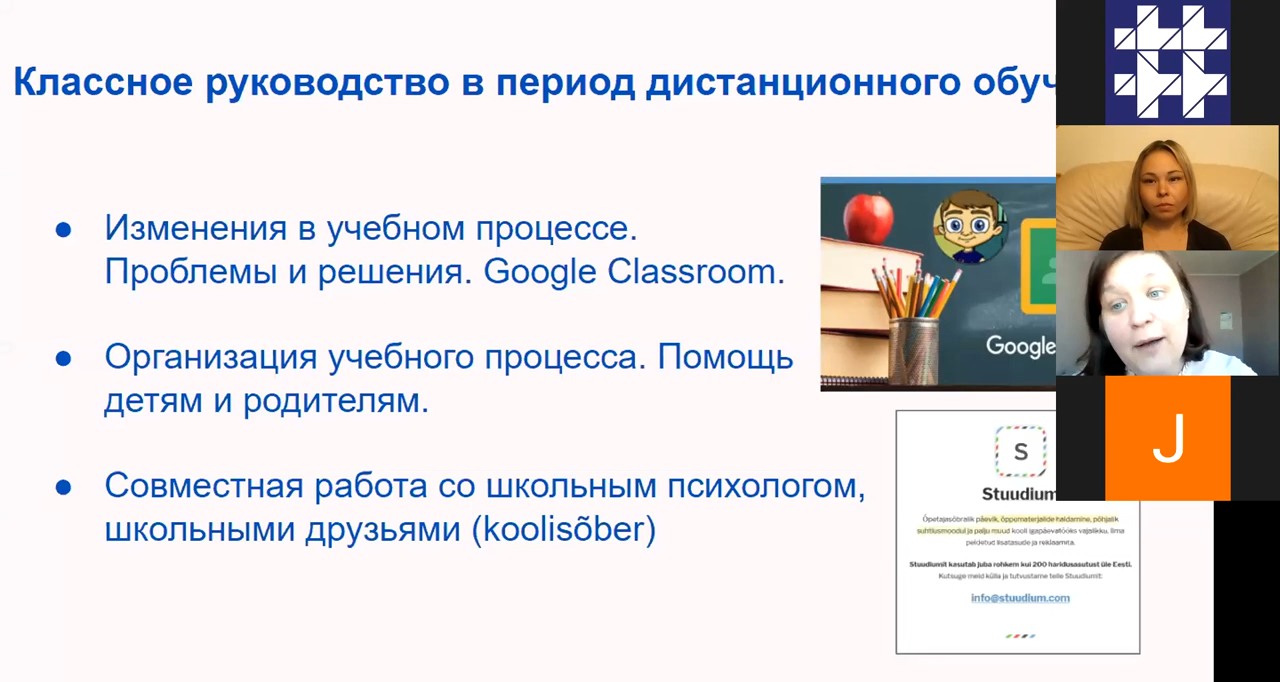 Классное руководство в период дистанционного обуч
Изменения в учебном процессе.
Проблемы и решения. Google Classroom.
Организация учебного процесса. Помощь
детям и родителям.
Совместная работа со школьным психологом,
школьными друзьями (koolisõber)
Google
J
S
Stuudium
Õpetajasõbralik päevik, õppematerjalide haldamine, põhjalik
suhtlusmoodul ja palju muud kooli igapäevatööks vajalikku, ilma
peidetud lisatasude ja reklaamita.
Stuudiumit kasutab juba rohkem kui 200 haridusasutust üle Eesti.
Kutsuge meid külla ja tutvustame teile Stuudiumit:
info@stuudium.com